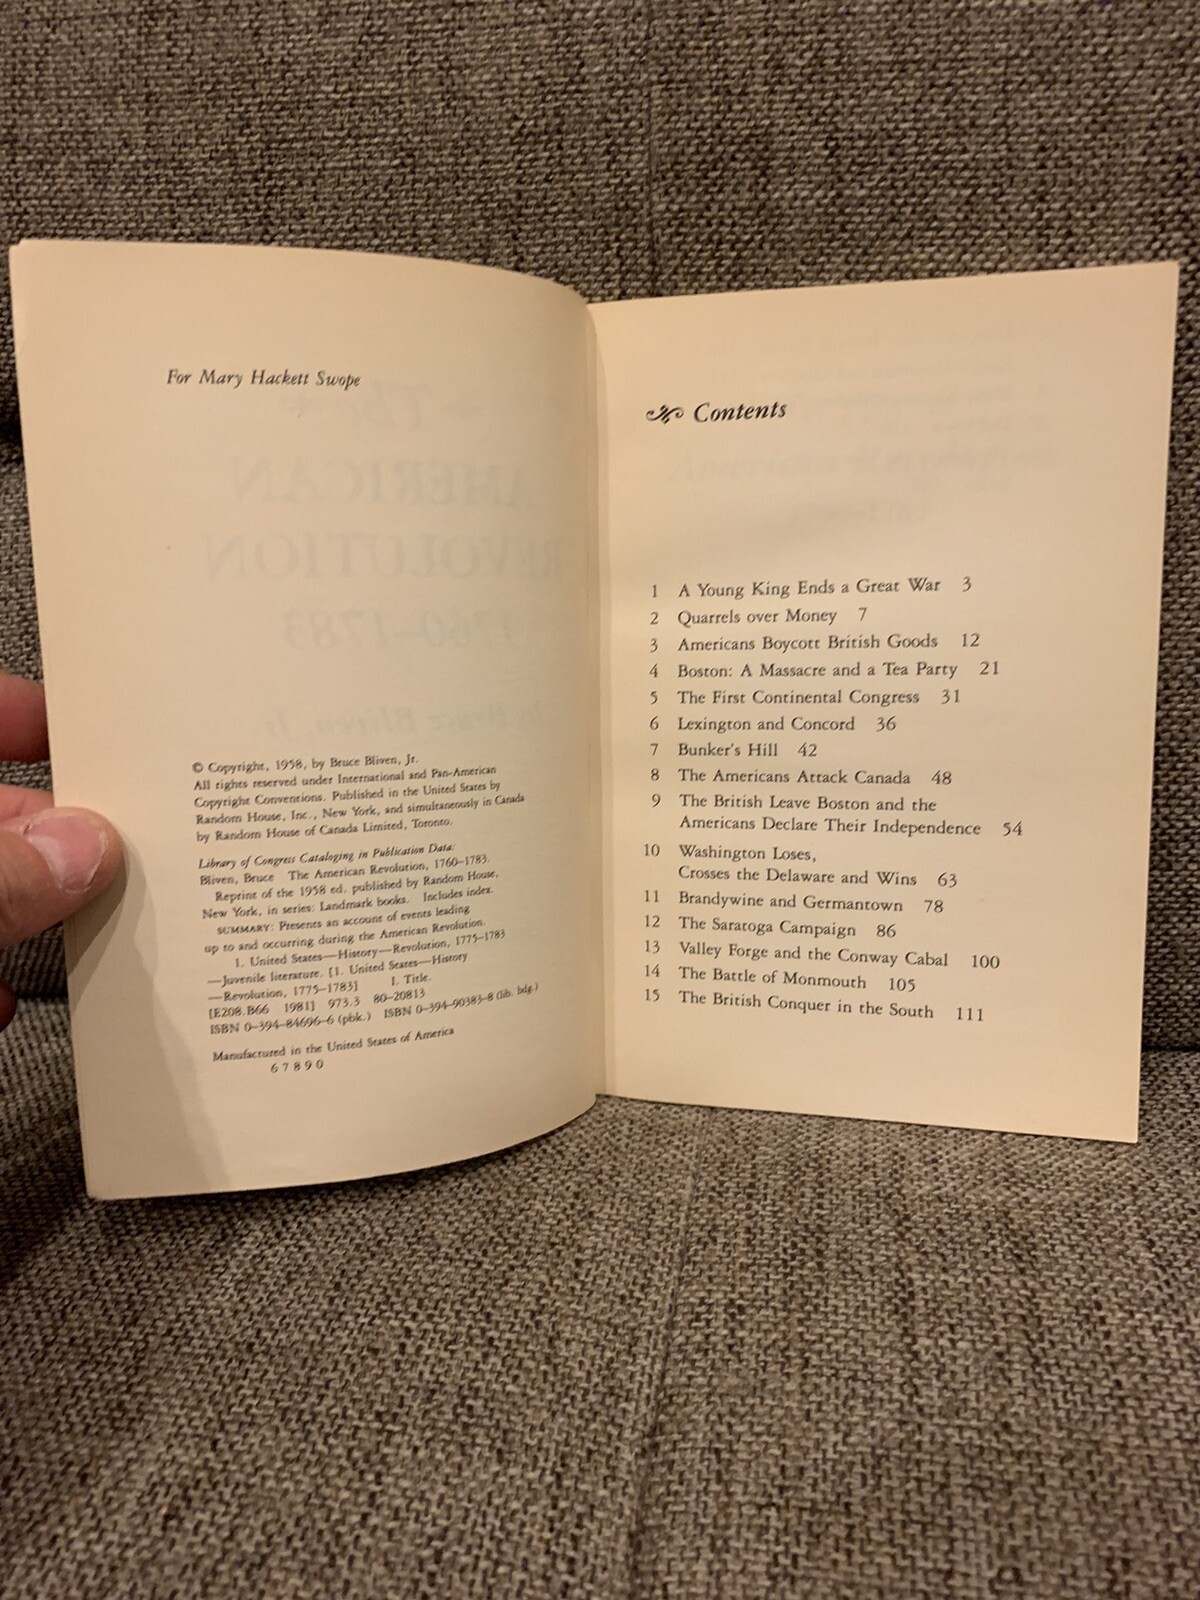 For Mary Hackett Swope
© Copyright, 1958, by Bruce Bliven, Jr.
All rights reserved under International and Pan-American
Copyright Conventions. Published in the United States by
Random House, Inc., New York, and simultaneously in Canada
by Random House of Canada Limited, Toronto.
Library of Congress Cataloging in Publication Data:
Bliven, Bruce The American Revolution, 1760–1783.
Reprint of the 1958 ed. published by Random House,
New York, in series: Landmark books. Includes index.
SUMMARY: Presents an account of events leading
up to and occurring during the American Revolution.
1. United States—History—Revolution, 1775–1783
—Juvenile literature. [1. United States—History
—Revolution, 1775–1783] I. Title.
[E208.B66 1981] 973.3 80–20813
ISBN 0–394–84696–6 (pbk.) ISBN 0–394–90383–8 (lib. bdg.)
Manufactured in the United States of America
6 7 8 9 0
Contents
1 A Young King Ends a Great War 3
2 Quarrels over Money 7
3 Americans Boycott British Goods 12
4 Boston: A Massacre and a Tea Party 21
5 The First Continental Congress 31
6 Lexington and Concord 36
7 Bunker's Hill 42
8 The Americans Attack Canada 48
9 The British Leave Boston and the
Americans Declare Their Independence 54
10 Washington Loses,
Crosses the Delaware and Wins 63
11 Brandywine and Germantown 78
12 The Saratoga Campaign 86
13 Valley Forge and the Conway Cabal 100
14 The Battle of Monmouth 105
15 The British Conquer in the South 111